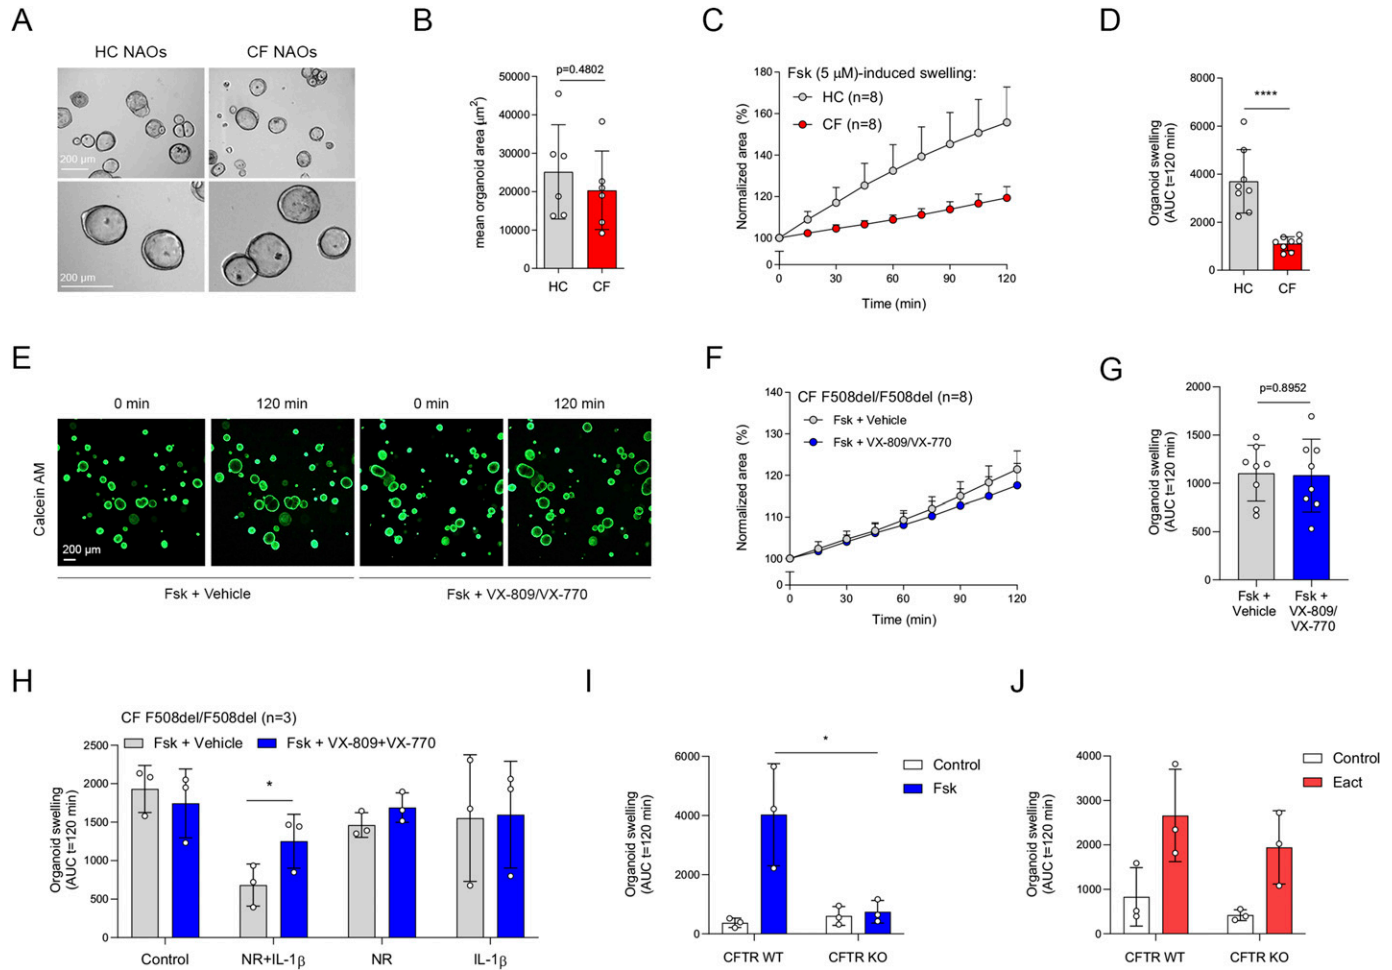 A
HC NAOs
CF NAOs
200 µm
200 µm
B
p=0.4802
mean organoid area (µm²)
50000
40000
30000
20000
10000
0
HC
CF
C
Fsk (5 µM)-induced swelling:
HC (n=8)
CF (n=8)
Normalized area (%)
180
160
140
120
100
0
0
30
60
90
120
Time (min)
D
****
Organoid swelling
(AUC t=120 min)
8000
6000
4000
2000
0
HC
CF
E
0 min
120 min
0 min
120 min
Calcein AM
200 µm
Fsk + Vehicle
Fsk + VX-809/VX-770
F
CF F508del/F508del (n=8)
Fsk + Vehicle
Fsk + VX-809/VX-770
Normalized area (%)
140
130
120
110
100
0
0
30
60
90
120
Time (min)
G
p=0.8952
Organoid swelling
(AUC t=120 min)
2000
1500
1000
500
0
Fsk +
Vehicle
Fsk +
VX-809/
VX-770
H
CF F508del/F508del (n=3)
Fsk + Vehicle
Fsk + VX-809+VX-770
Organoid swelling
(AUC t=120 min)
2500
2000
1500
1000
500
0
*
Control
NR+IL-1β
NR
IL-1β
I
*
Control
Fsk
Organoid swelling
(AUC t=120 min)
6000
4000
2000
0
CFTR WT
CFTR KO
J
Control
Eact
Organoid swelling
(AUC t=120 min)
4000
3000
2000
1000
0
CFTR WT
CFTR KO